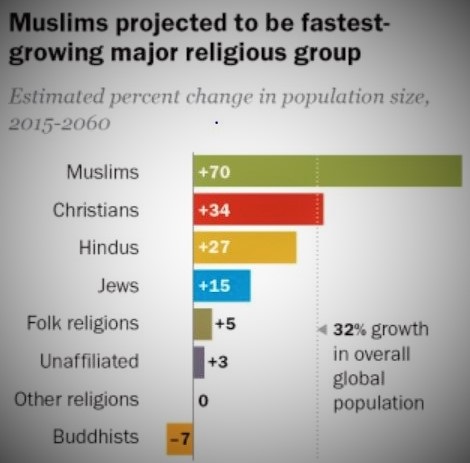 Muslims projected to be fastest-
growing major religious group
Estimated percent change in population size,
2015-2060
Muslims +70
Christians +34
Hindus +27
Jews +15
Folk religions +5
Unaffiliated +3
Other religions 0
Buddhists –7
◄ 32% growth
in overall
global
population